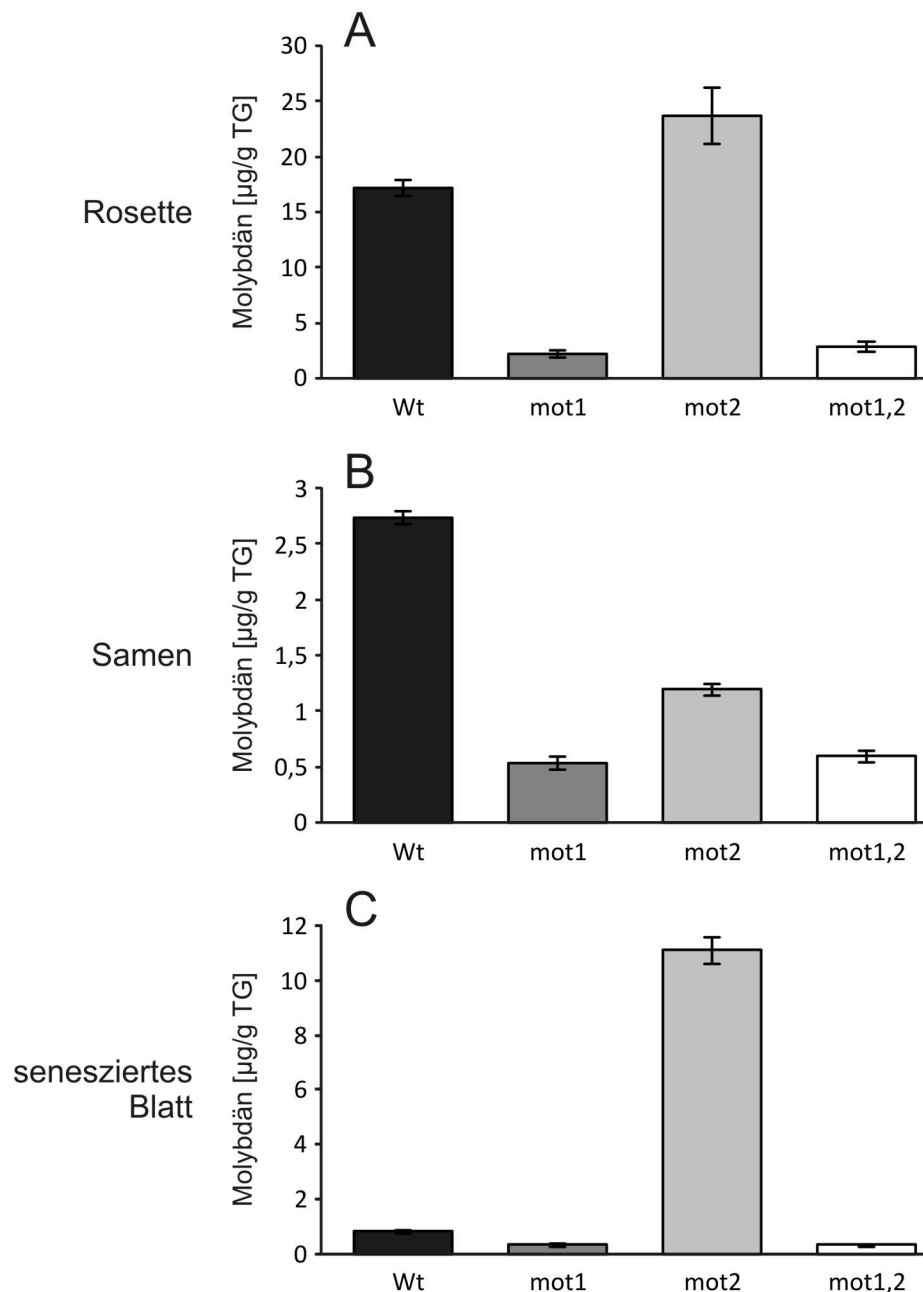 A
Rosette
Molybdän [µg/g TG]
30
25
20
15
10
5
0
Wt mot1 mot2 mot1,2
B
Samen
Molybdän [µg/g TG]
3
2,5
2
1,5
1
0,5
0
Wt mot1 mot2 mot1,2
C
senesziertes
Blatt
Molybdän [µg/g TG]
12
10
8
6
4
2
0
Wt mot1 mot2 mot1,2